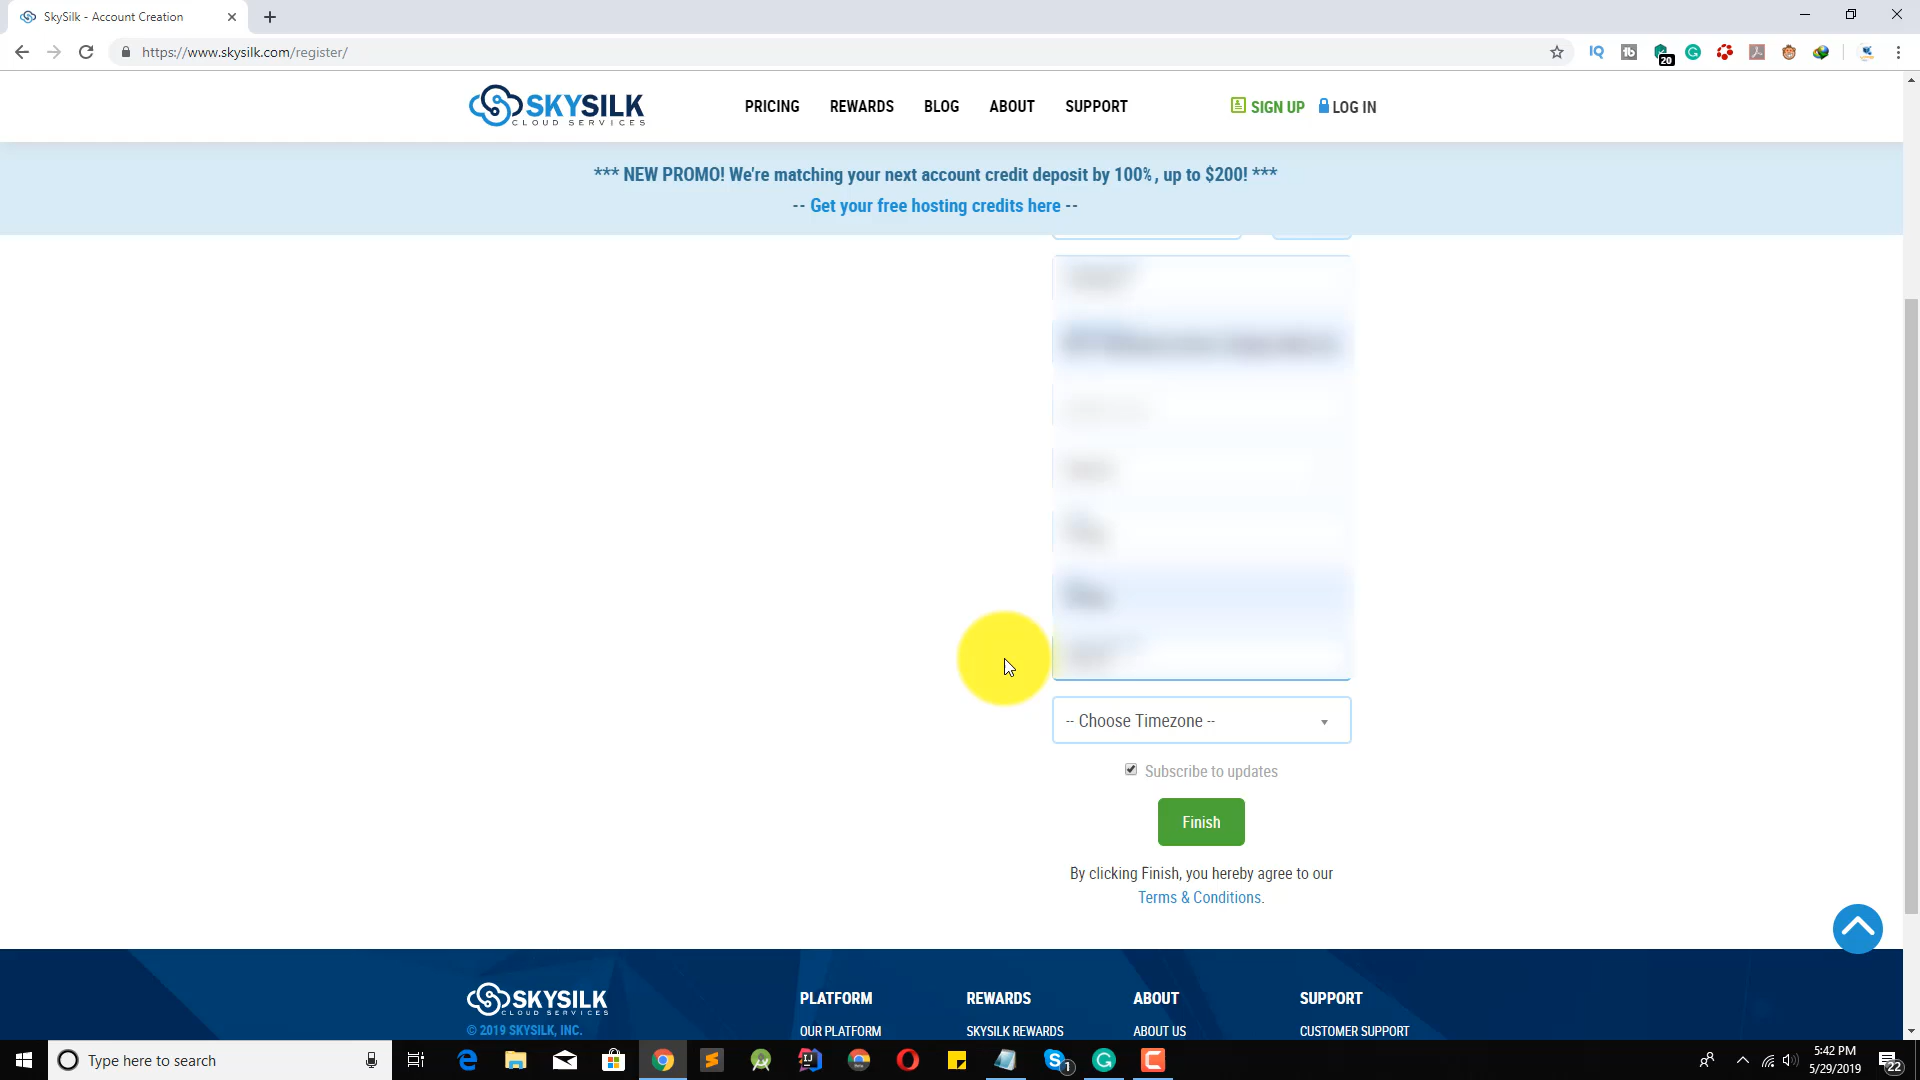 SkySilk - Account Creation
https://www.skysilk.com/register/
20
SKYSILK
CLOUD SERVICES
PRICING
REWARDS
BLOG
ABOUT
SUPPORT
SIGN UP
LOG IN
*** NEW PROMO! We're matching your next account credit deposit by 100%, up to $200! ***
-- Get your free hosting credits here --
-- Choose Timezone --
Subscribe to updates
Finish
By clicking Finish, you hereby agree to our
Terms & Conditions.
SKYSILK
CLOUD SERVICES
© 2019 SKYSILK, INC.
PLATFORM
OUR PLATFORM
REWARDS
SKYSILK REWARDS
ABOUT
ABOUT US
SUPPORT
CUSTOMER SUPPORT
Type here to search
1
5:42 PM
5/29/2019
22